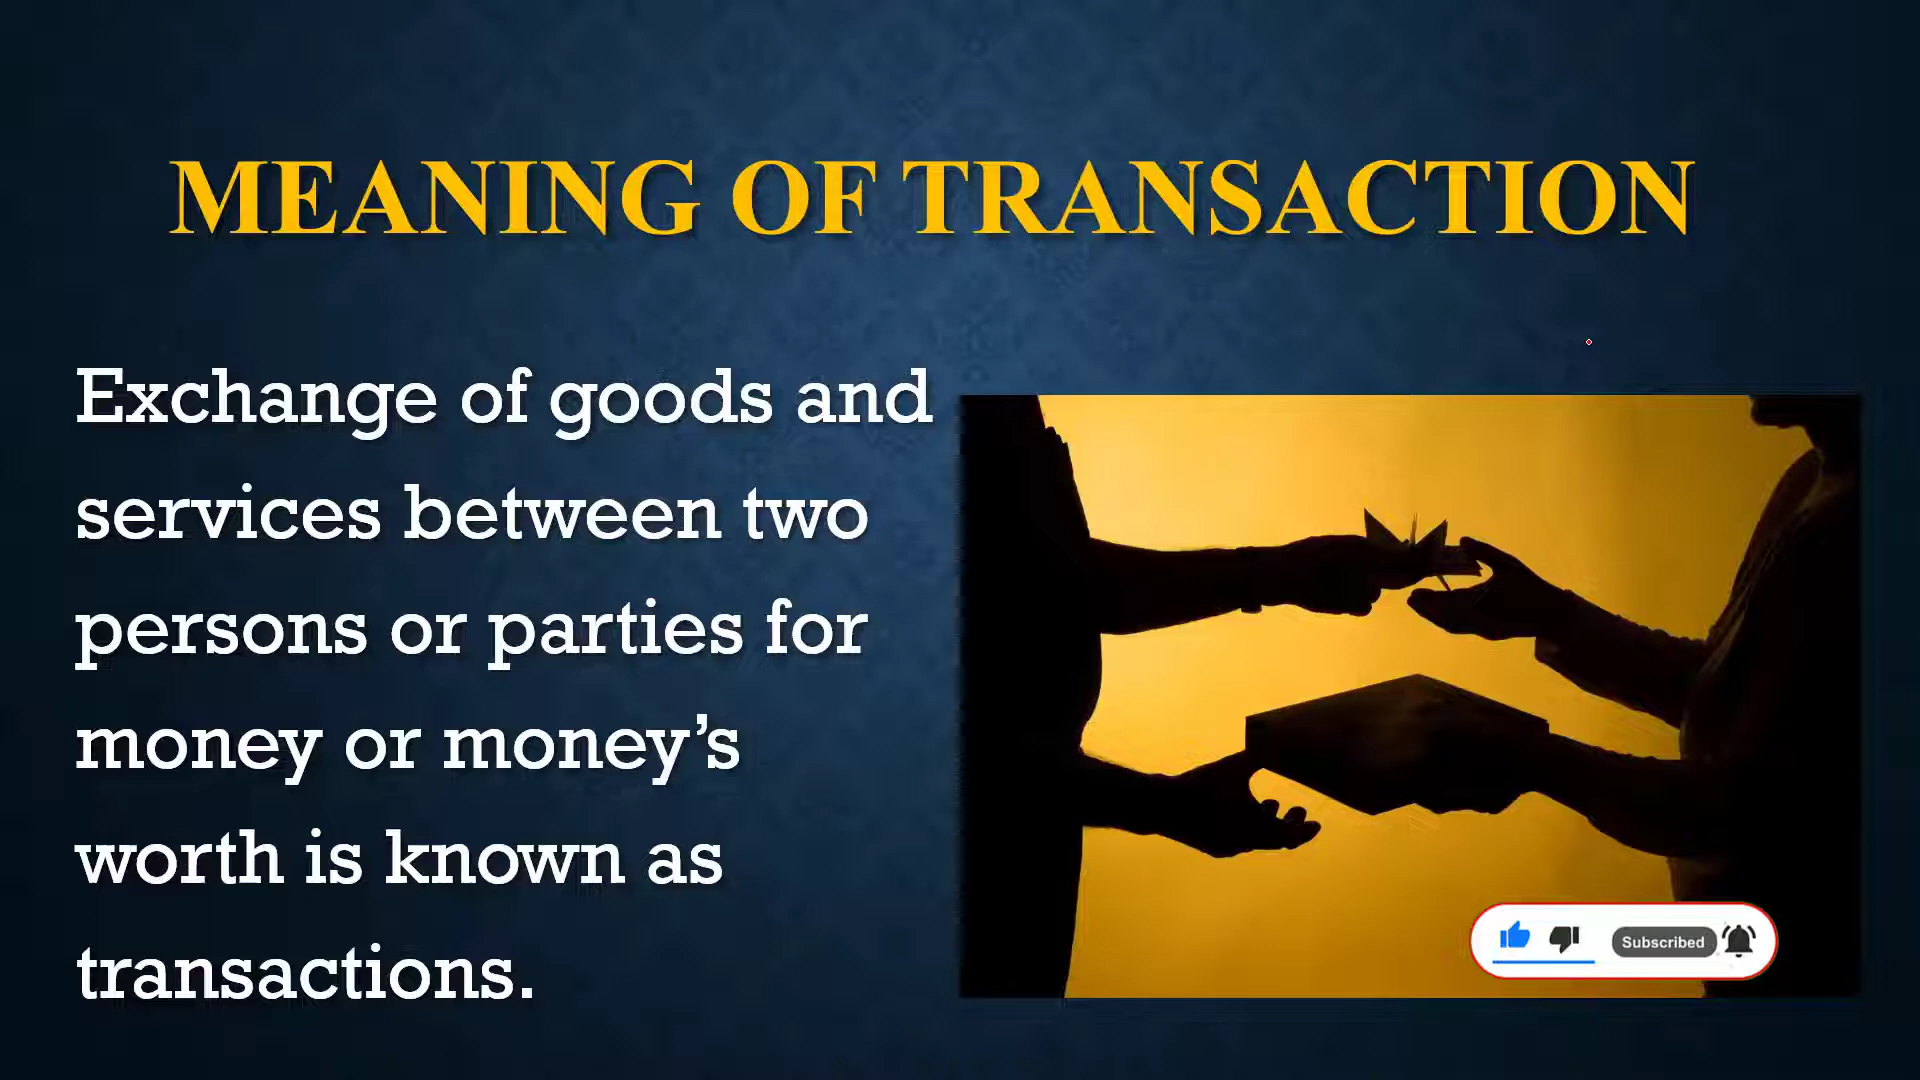 MEANING OF TRANSACTION
Exchange of goods and
services between two
persons or parties for
money or money’s
worth is known as
transactions.
Subscribed